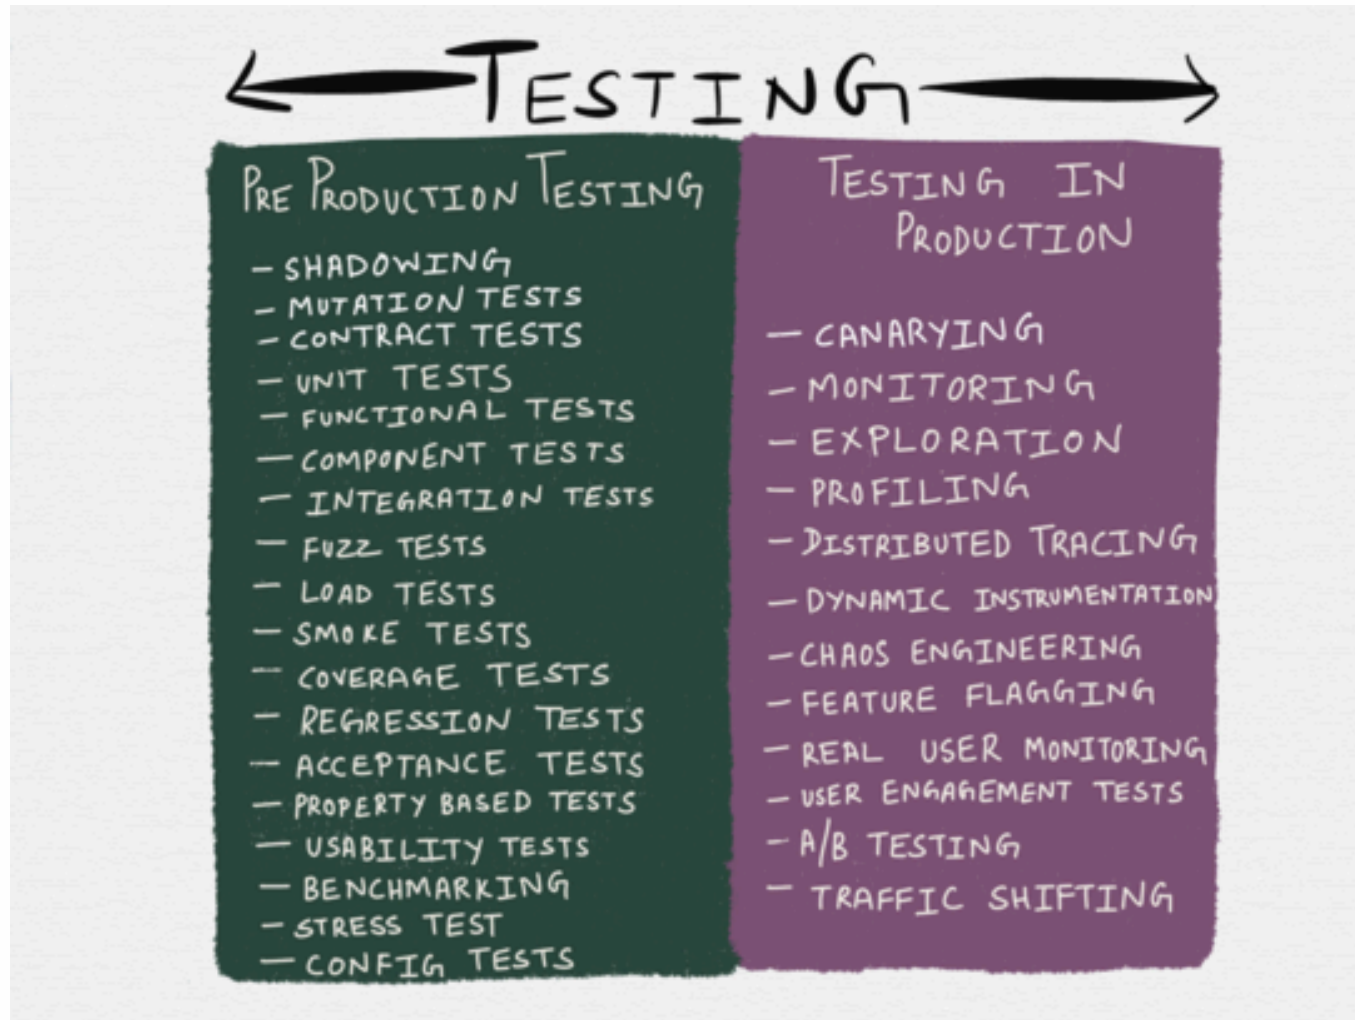 TESTING
PRE PRODUCTION TESTING
- SHADOWING
- MUTATION TESTS
- CONTRACT TESTS
- UNIT TESTS
- FUNCTIONAL TESTS
- COMPONENT TESTS
- INTEGRATION TESTS
- FUZZ TESTS
- LOAD TESTS
- SMOKE TESTS
- COVERAGE TESTS
- REGRESSION TESTS
- ACCEPTANCE TESTS
- PROPERTY BASED TESTS
- USABILITY TESTS
- BENCHMARKING
- STRESS TEST
- CONFIG TESTS
TESTING IN
PRODUCTION
- CANARYING
- MONITORING
- EXPLORATION
- PROFILING
- DISTRIBUTED TRACING
- DYNAMIC INSTRUMENTATION
- CHAOS ENGINEERING
- FEATURE FLAGGING
- REAL USER MONITORING
- USER ENGAGEMENT TESTS
- A/B TESTING
- TRAFFIC SHIFTING